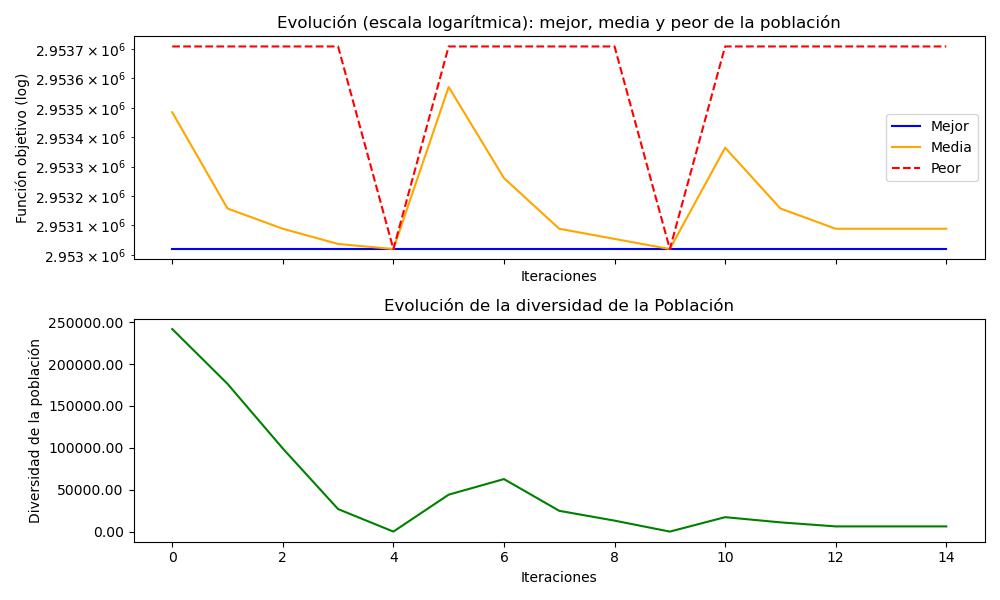 Evolución (escala logarítmica): mejor, media y peor de la población
Función objetivo (log)
2.9537 × 10⁶
2.9536 × 10⁶
2.9535 × 10⁶
2.9534 × 10⁶
2.9533 × 10⁶
2.9532 × 10⁶
2.9531 × 10⁶
2.953 × 10⁶
Mejor
Media
Peor
Iteraciones
Evolución de la diversidad de la Población
Diversidad de la población
250000.00
200000.00
150000.00
100000.00
50000.00
0.00
0 2 4 6 8 10 12 14
Iteraciones